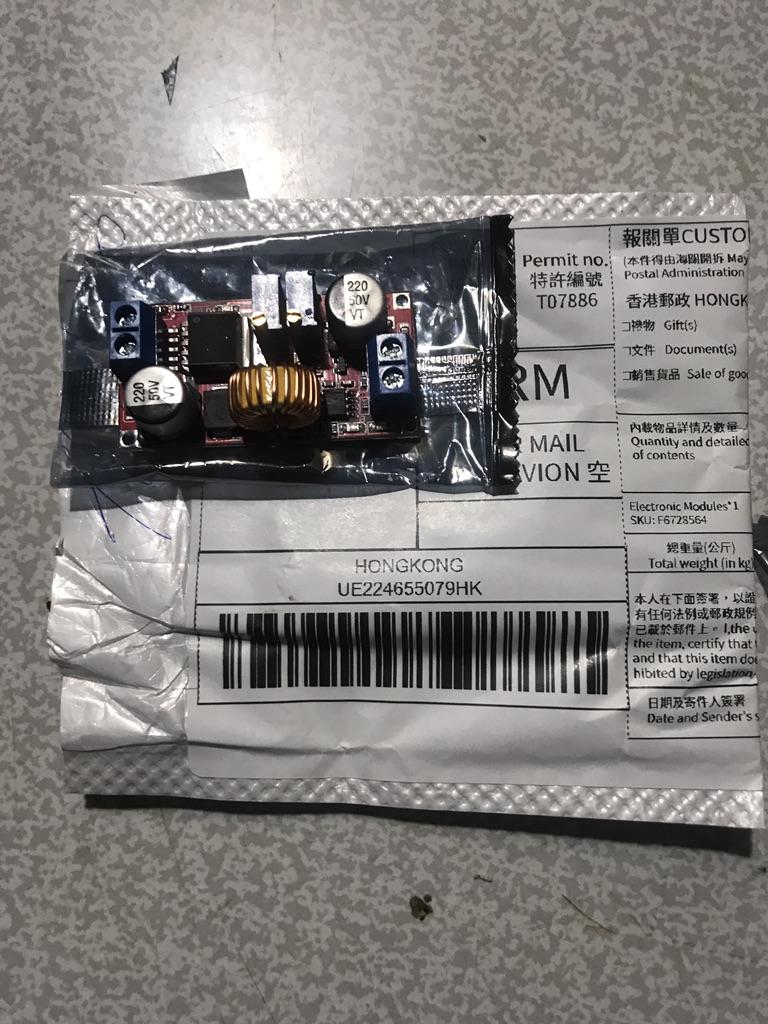 220
50V
VT
220
50V
VT
Permit no.
特許編號
T07886
RM
MAIL
VION 空
HONGKONG
UE224655079HK
報關單CUSTO
(本件得由海關開拆 May
Postal Administration
香港郵政 HONGK
□禮物 Gift(s)
□文件 Document(s)
□銷售貨品 Sale of goo
內載物品詳情及數量
Quantity and detailed
of contents
Electronic Modules*1
SKU: F6728564
總重量(公斤)
Total weight (in kg)
本人在下面簽署，以證
有任何法例或郵政規例
已載於郵件上。I,the u
the item, certify that t
and that this item doe
hibited by legislation
日期及寄件人簽署
Date and Sender's s